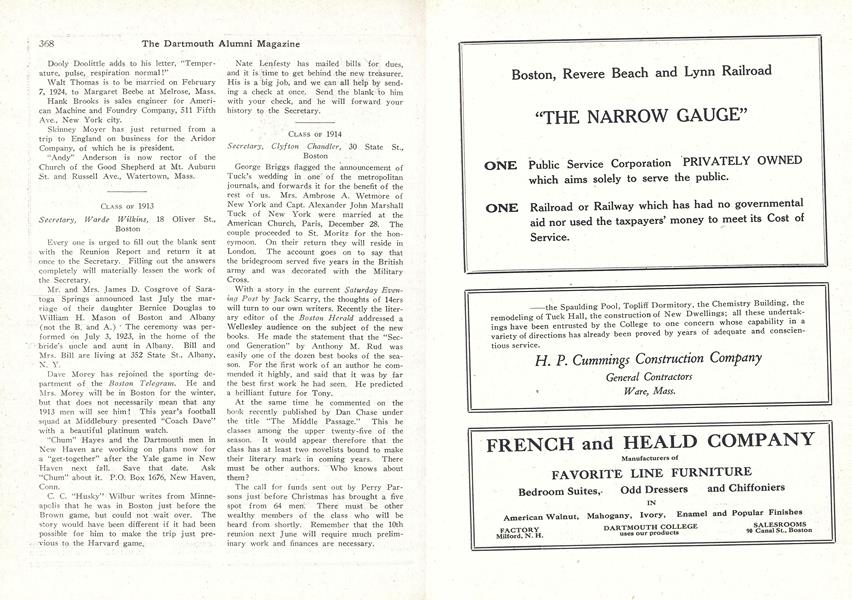 368 The Dartmouth Alumni Magazine
Dooly Doolittle adds to his letter, "Temper-
ature, pulse, respiration normal!"
Walt Thomas is to be married on February
7, 1924, to Margaret Beebe at Melrose, Mass.
Hank Brooks is sales engineer for Ameri-
can Machine and Foundry Company, 511 Fifth
Ave., New York city.
Skinney Moyer has just returned from a
trip to England on business for the Aridor
Company, of which he is president.
"Andy" Anderson is now rector of the
Church of the Good Shepherd at Mt. Auburn
St. and Russell Ave., Watertown, Mass.
Class of 1913
Secretary, Warde Wilkins, 18 Oliver St.,
Boston
Every one is urged to fill out the blank sent
with the Reunion Report and return it at
once to the Secretary. Filling out the answers
completely will materially lessen the work of
the Secretary.
Mr. and Mrs. James D. Cosgrove of Sara-
toga Springs announced last July the mar-
riage of their daughter Bernice Douglas to
William H. Mason of Boston and Albany
(not the B. and A.) The ceremony was per-
formed on July 3, 1923, in the home of the
bride's uncle and aunt in Albany. Bill and
Mrs. Bill are living at 352 State St., Albany,
N. Y.
Dave Morey has rejoined the sporting de-
partment of the Boston Telegram. He and
Mrs. Morey will be in Boston for the winter,
but that does not necessarily mean that any
1913 men will see him! This year's football
squad at Middlebury presented "Coach Dave"
with a beautiful platinum watch.
"Chum" Hayes and the Dartmouth men in
New Haven are working on plans now for
a "get-together" after the Yale game in New
Haven next fall. Save that date. Ask
"Chum" about it. P.O. Box 1676, New Haven,
Conn.
C. C. "Husky" Wilbur writes from Minne-
apolis that he was in Boston just before the
Brown game, but could not wait over. The
story would have been different if it had been
possible for him to make the trip just pre-
vious to the Harvard game.
Nate Lenfesty has mailed bills for dues,
and it is time to get behind the new treasurer.
His is a big job, and we can all help by send-
ing a check at once. Send the blank to him
with your check, and he will forward your
history to the Secretary.
Class of 1914
Secretary, Clyfton Chandler, 30 State St.,
Boston
George Briggs flagged the announcement of
Tuck's wedding in one of the metropolitan
journals, and forwards it for the benefit of the
rest of us. Mrs. Ambrose A. Wetmore of
New York and Capt. Alexander John Marshall
Tuck of New York were married at the
American Church, Paris, December 28. The
couple proceeded to St. Moritz for the hon-
eymoon. On their return they will reside in
London. The account goes on to say that
the bridegroom served five years in the British
army and was decorated with the Military
Cross.
With a story in the current Saturday Even-
ing Post by Jack Scarry, the thoughts of 14ers
will turn to our own writers. Recently the liter-
ary editor of the Boston Herald addressed a
Wellesley audience on the subject of the new
books. He made the statement that the "Sec-
ond Generation" by Anthony M. Rud was
easily one of the dozen best books of the sea-
son. For the first work of an author he com-
mended it highly, and said that it was by far
the best first work he had seen. He predicted
a brilliant future for Tony.
At the same time he commented on the
book recently published by Dan Chase under
the title "The Middle Passage." This he
classes among the upper twenty-five of the
season. It would appear therefore that the
class has at least two novelists bound to make
their literary mark in coming years. There
must be other authors. Who knows about
them?
The call for funds sent out by Perry Par-
sons just before Christmas has brought a five
spot from 64 men. There must be other
wealthy members of the class who will be
heard from shortly. Remember that the 10th
reunion next June will require much prelim-
inary work and finances are necessary.
Boston, Revere Beach and Lynn Railroad
"THE NARROW GAUGE"
ONE Public Service Corporation PRIVATELY OWNED
which aims solely to serve the public.
ONE Railroad or Railway which has had no governmental
aid nor used the taxpayers' money to meet its Cost of
Service.
—the Spaulding Pool, Topliff Dormitory, the Chemistry Building, the
remodeling of Tuck Hall, the construction of New Dwellings; all these undertak-
ings have been entrusted by the College to one concern whose capability in a
variety of directions has already been proved by years of adequate and conscien-
tious service.
H. P. Cummings Construction Company
General Contractors
Ware, Mass.
FRENCH and HEALD COMPANY
Manufacturers of
FAVORITE LINE FURNITURE
Bedroom Suites, Odd Dressers and Chiffoniers
IN
American Walnut, Mahogany, Ivory, Enamel and Popular Finishes
FACTORY DARTMOUTH COLLEGE SALESROOMS
Milford, N. H. uses our products 90 Canal St., Boston